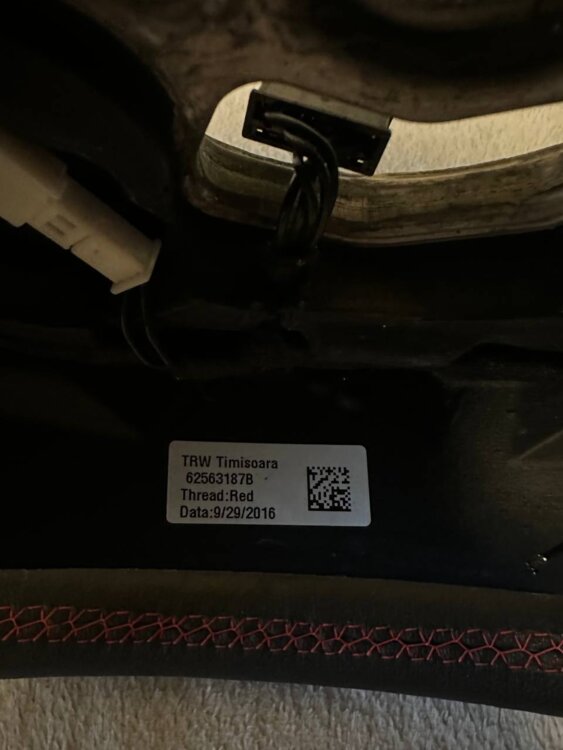 TRW Timisoara
62563187B
Thread:Red
Data:9/29/2016